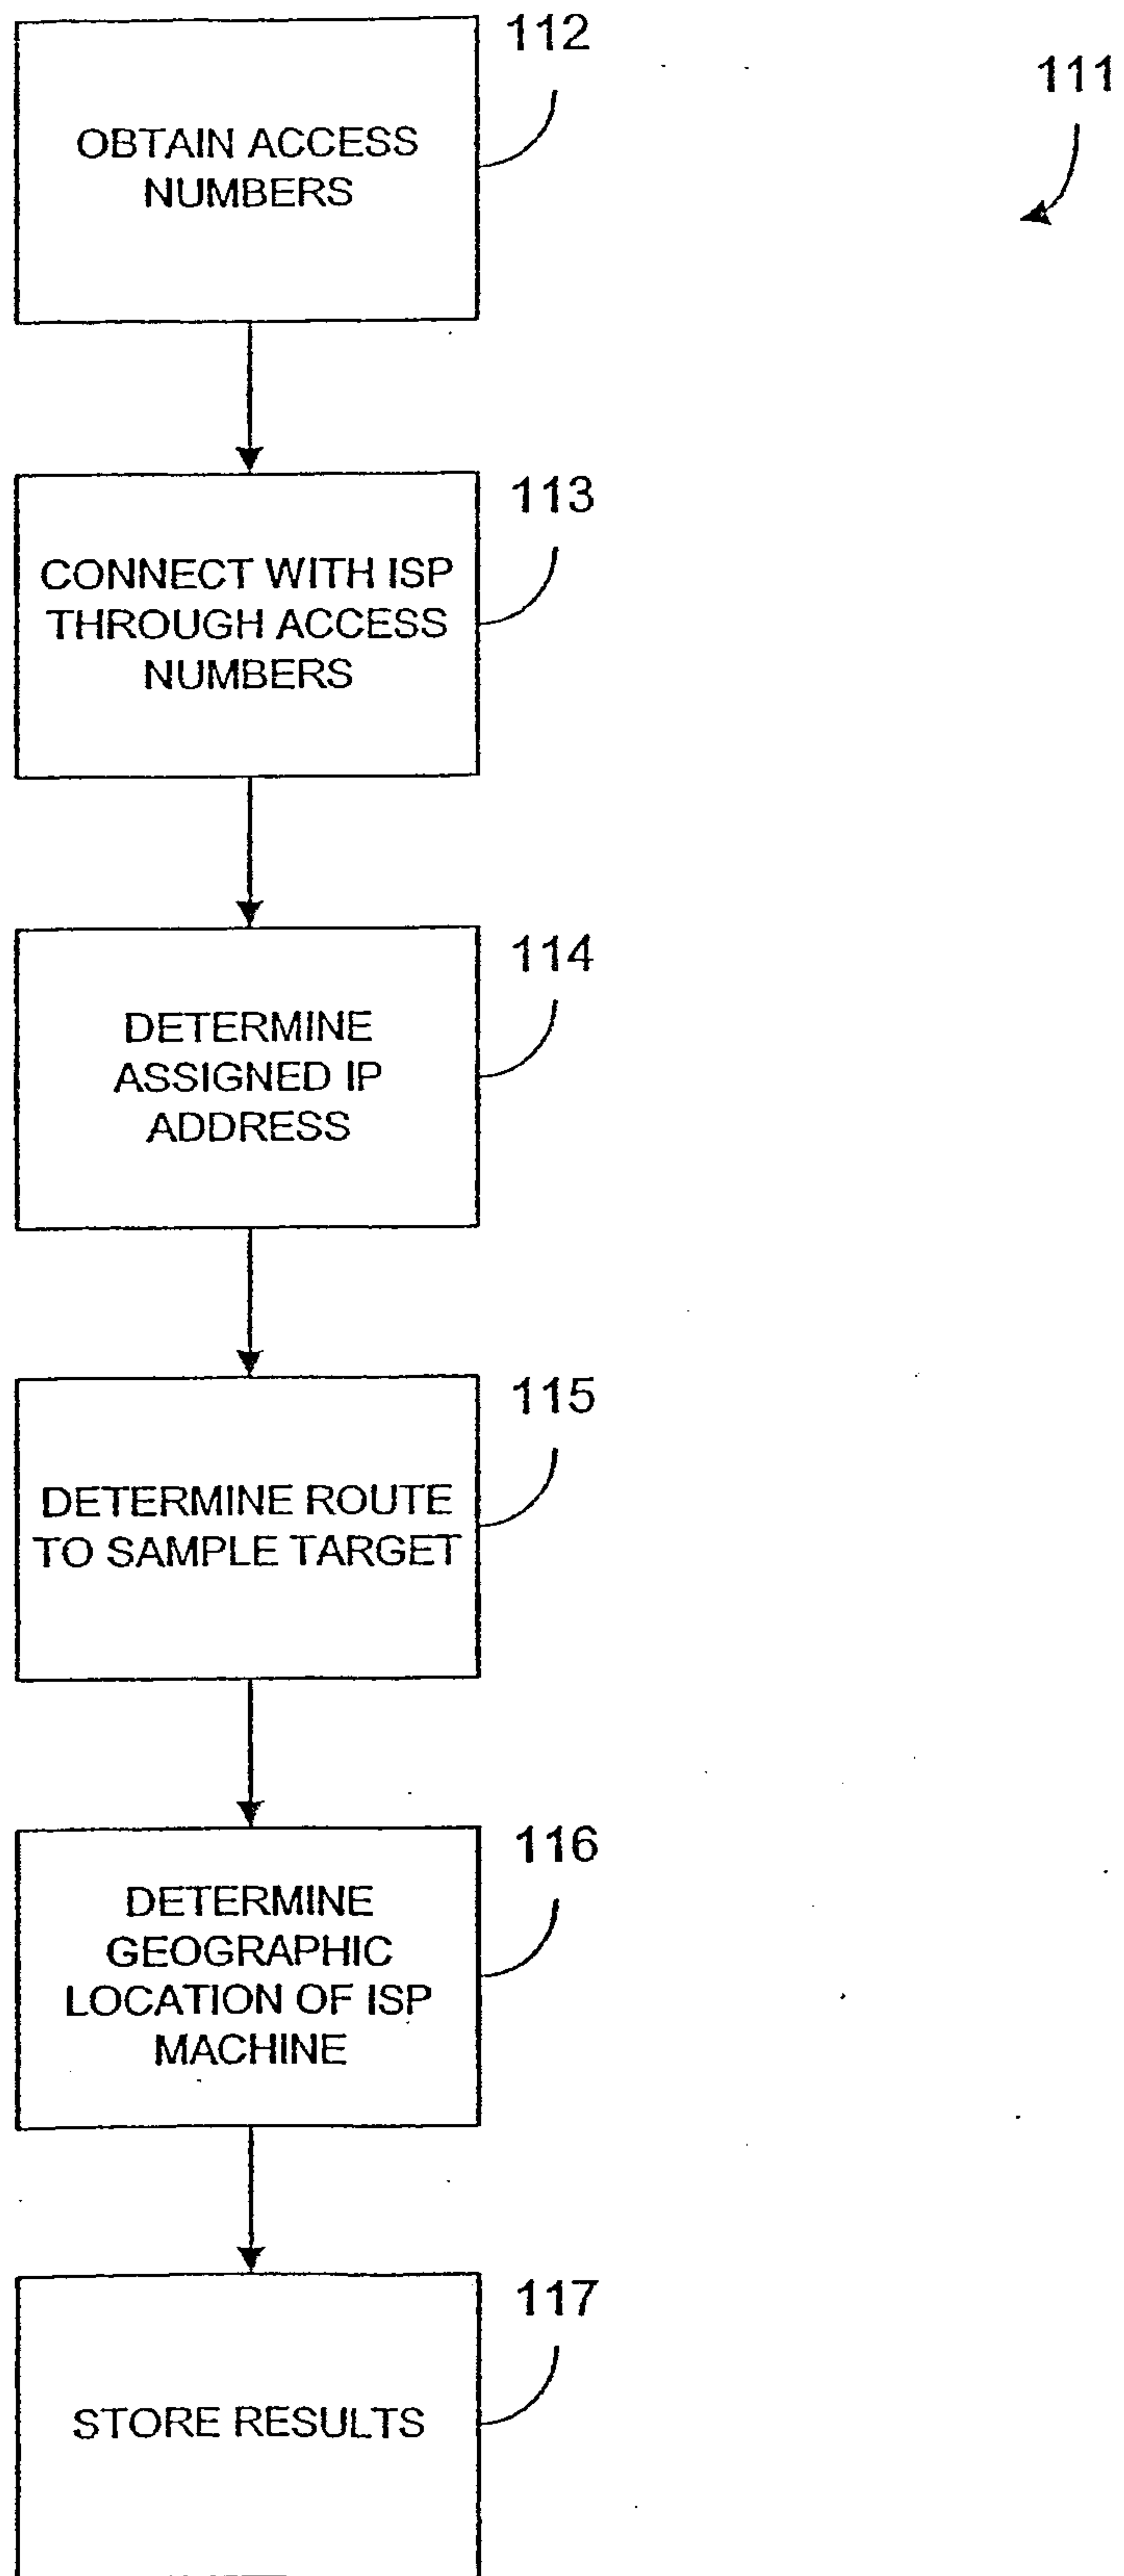 112
111
OBTAIN ACCESS
NUMBERS
113
CONNECT WITH ISP
THROUGH ACCESS
NUMBERS
114
DETERMINE
ASSIGNED IP
ADDRESS
115
DETERMINE ROUTE
TO SAMPLE TARGET
116
DETERMINE
GEOGRAPHIC
LOCATION OF ISP
MACHINE
117
STORE RESULTS